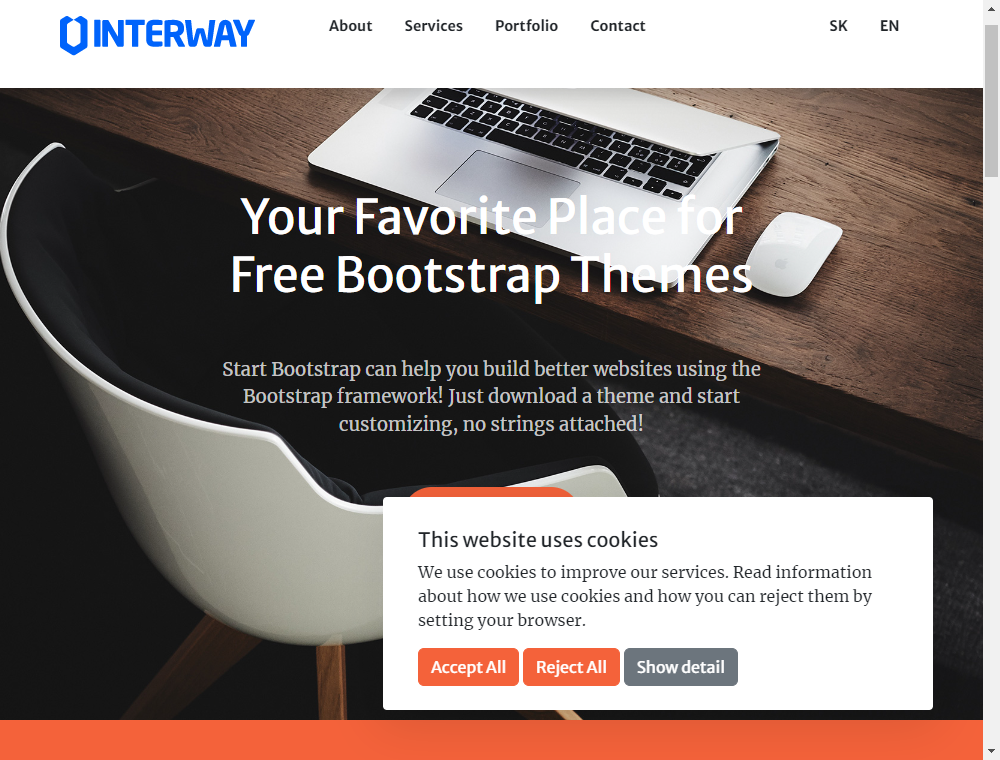 INTERWAY
About Services Portfolio Contact SK EN
Your Favorite Place for
Free Bootstrap Themes
Start Bootstrap can help you build better websites using the
Bootstrap framework! Just download a theme and start
customizing, no strings attached!
This website uses cookies
We use cookies to improve our services. Read information
about how we use cookies and how you can reject them by
setting your browser.
Accept All Reject All Show detail